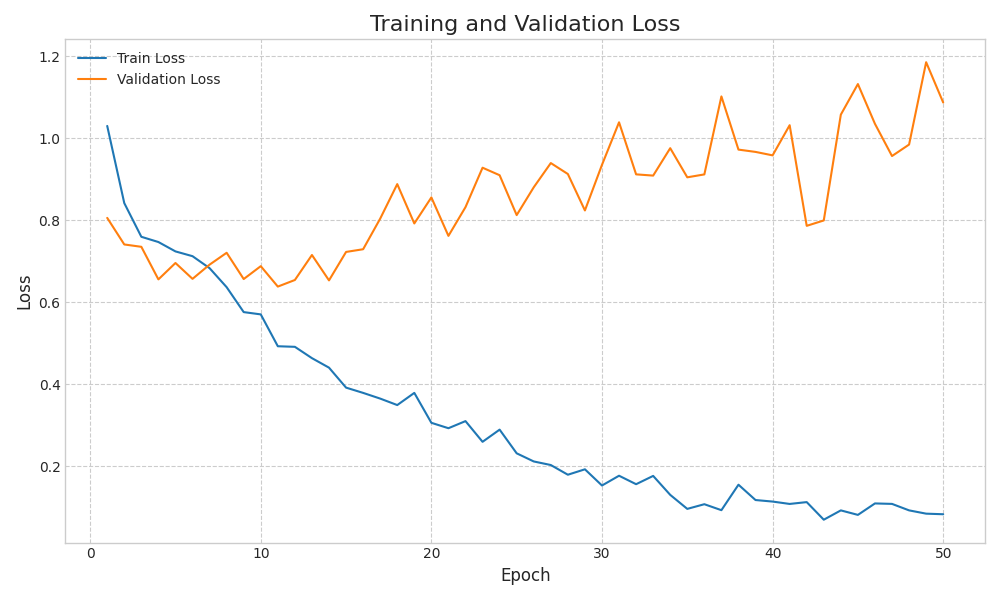 Training and Validation Loss
Train Loss
Validation Loss
1.2
1.0
0.8
0.6
0.4
0.2
Loss
0 10 20 30 40 50
Epoch